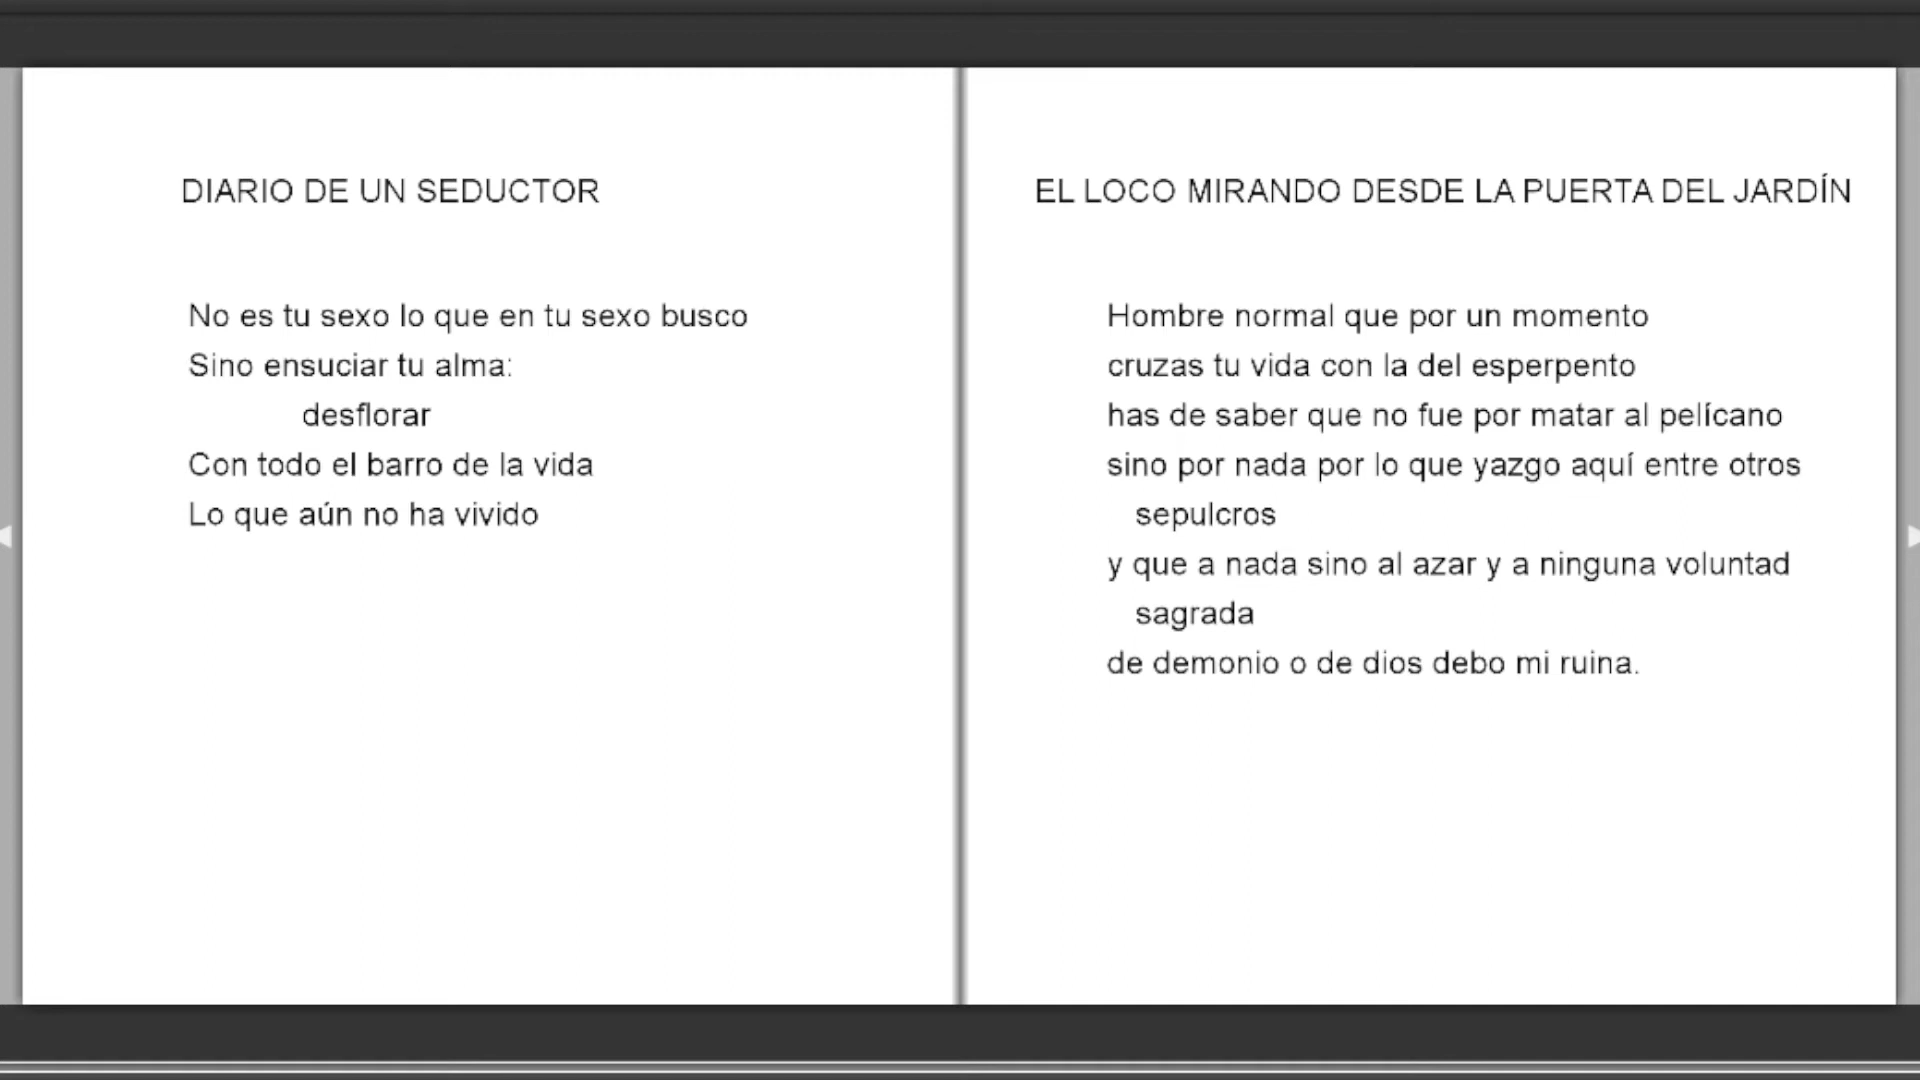 DIARIO DE UN SEDUCTOR
No es tu sexo lo que en tu sexo busco
Sino ensuciar tu alma:
desflorar
Con todo el barro de la vida
Lo que aún no ha vivido
EL LOCO MIRANDO DESDE LA PUERTA DEL JARDÍN
Hombre normal que por un momento
cruzas tu vida con la del esperpento
has de saber que no fue por matar al pelícano
sino por nada por lo que yazgo aquí entre otros
sepulcros
y que a nada sino al azar y a ninguna voluntad
sagrada
de demonio o de dios debo mi ruina.